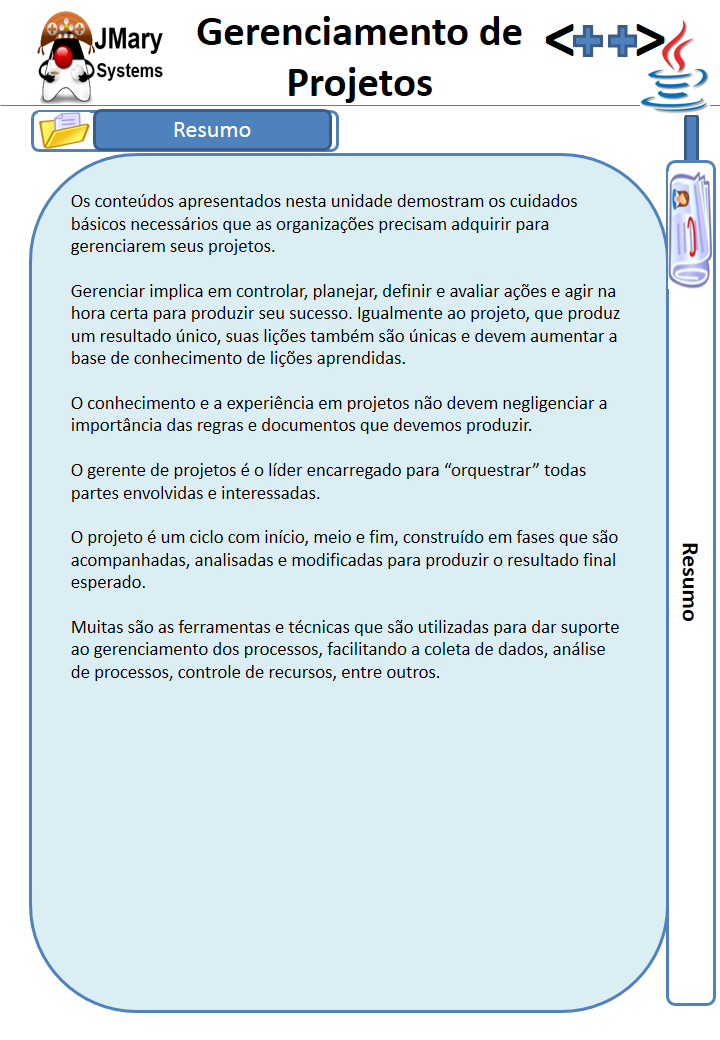 JMary
Systems
Gerenciamento de
Projetos
<++>
Resumo
Os conteúdos apresentados nesta unidade demostram os cuidados
básicos necessários que as organizações precisam adquirir para
gerenciarem seus projetos.
Gerenciar implica em controlar, planejar, definir e avaliar ações e agir na
hora certa para produzir seu sucesso. Igualmente ao projeto, que produz
um resultado único, suas lições também são únicas e devem aumentar a
base de conhecimento de lições aprendidas.
O conhecimento e a experiência em projetos não devem negligenciar a
importância das regras e documentos que devemos produzir.
O gerente de projetos é o líder encarregado para “orquestrar” todas
partes envolvidas e interessadas.
O projeto é um ciclo com início, meio e fim, construído em fases que são
acompanhadas, analisadas e modificadas para produzir o resultado final
esperado.
Muitas são as ferramentas e técnicas que são utilizadas para dar suporte
ao gerenciamento dos processos, facilitando a coleta de dados, análise
de processos, controle de recursos, entre outros.
Resumo